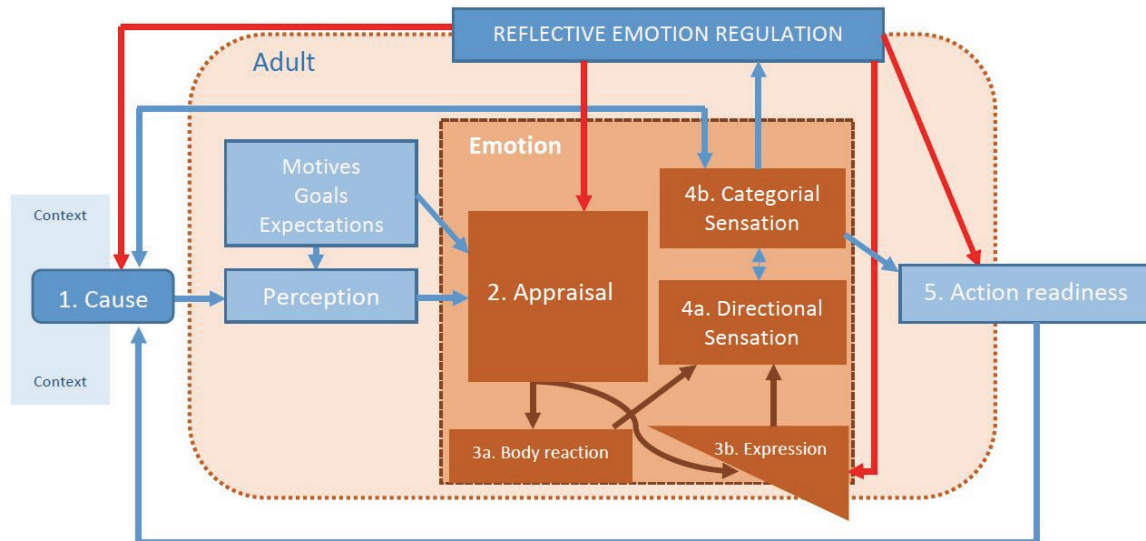 REFLECTIVE EMOTION REGULATION
Adult
Emotion
Motives
Goals
Expectations
4b. Categorial
Sensation
Context
1. Cause
Perception
2. Appraisal
4a. Directional
Sensation
5. Action readiness
Context
3a. Body reaction
3b. Expression